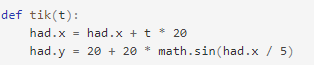 def tik(t):
    had.x = had.x + t * 20
    had.y = 20 + 20 * math.sin(had.x / 5)